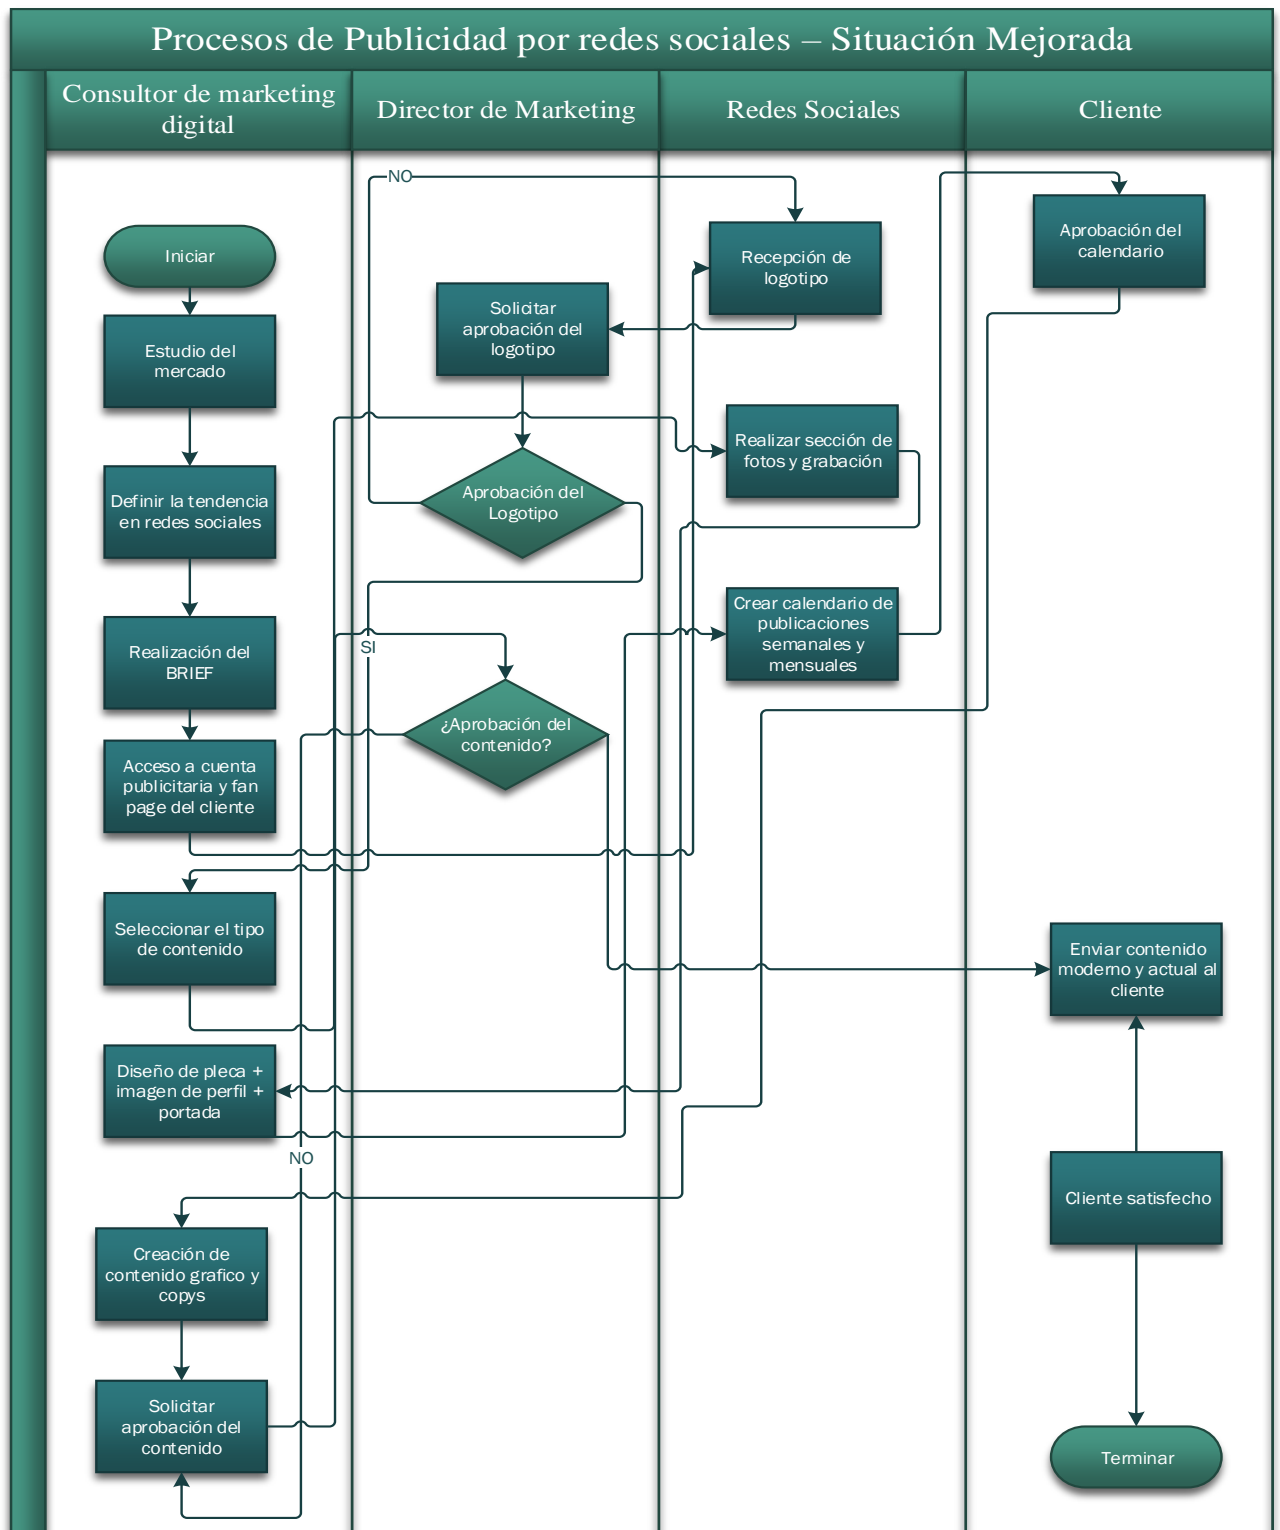 Procesos de Publicidad por redes sociales – Situación Mejorada
Consultor de marketing
digital
Director de Marketing
Redes Sociales
Cliente
NO
Iniciar
Estudio del
mercado
Definir la tendencia
en redes sociales
Realización del
BRIEF
Acceso a cuenta
publicitaria y fan
page del cliente
Seleccionar el tipo
de contenido
Diseño de pleca +
imagen de perfil +
portada
NO
Creación de
contenido grafico y
copys
Solicitar
aprobación del
contenido
Solicitar
aprobación del
logotipo
Aprobación del
Logotipo
SI
¿Aprobación del
contenido?
Recepción de
logotipo
Realizar sección de
fotos y grabación
Crear calendario de
publicaciones
semanales y
mensuales
Aprobación del
calendario
Enviar contenido
moderno y actual al
cliente
Cliente satisfecho
Terminar